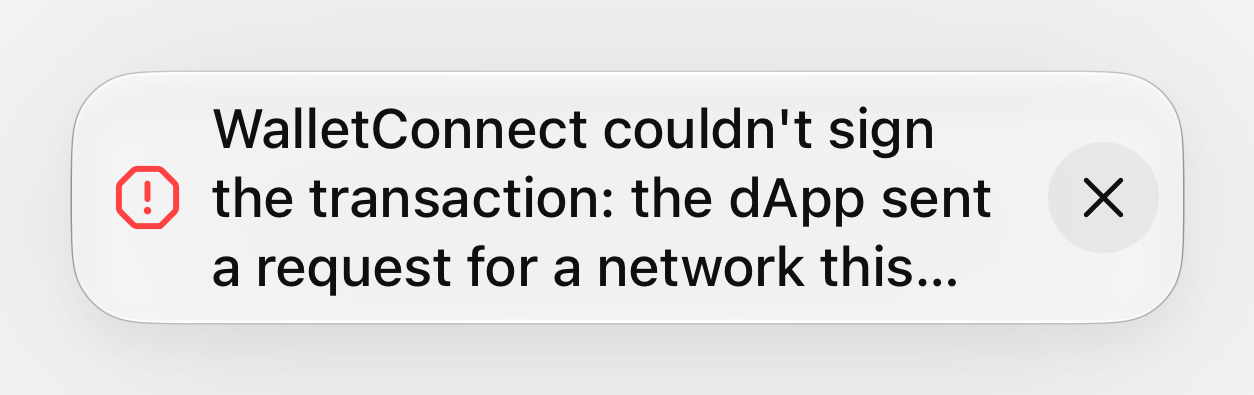 WalletConnect couldn't sign
the transaction: the dApp sent
a request for a network this...